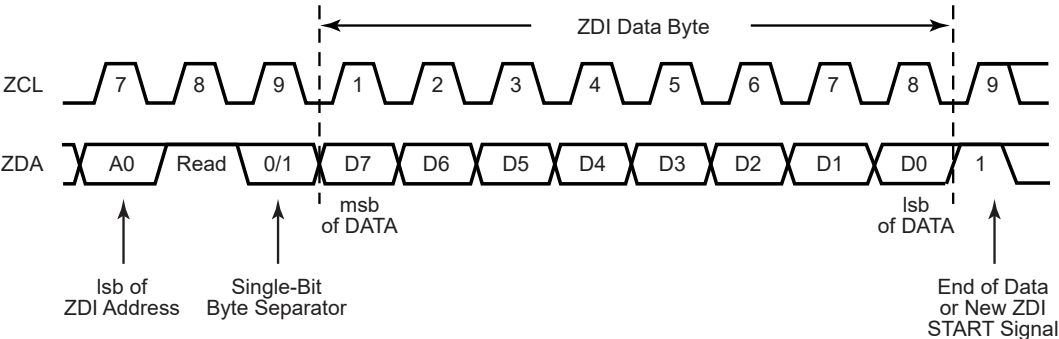 ZDI Data Byte
ZCL 7 8 9 1 2 3 4 5 6 7 8 9
ZDA A0 Read 0/1 D7 D6 D5 D4 D3 D2 D1 D0 1
msb
of DATA
lsb
of DATA
lsb of
ZDI Address
Single-Bit
Byte Separator
End of Data
or New ZDI
START Signal